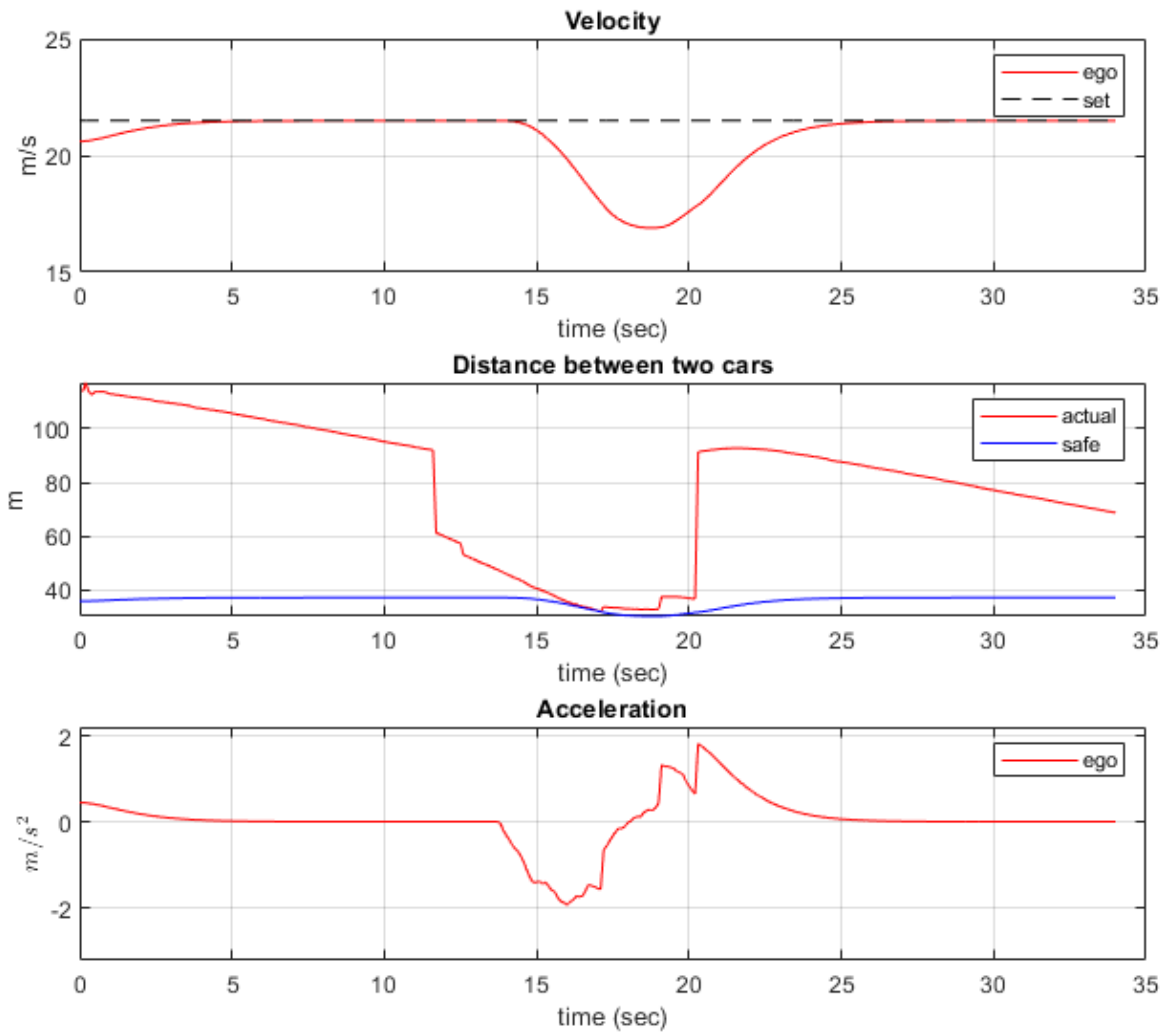 Velocity
25
20
15
m/s
ego
set
0 5 10 15 20 25 30 35
time (sec)
Distance between two cars
100
80
60
40
m
actual
safe
0 5 10 15 20 25 30 35
time (sec)
Acceleration
2
0
-2
m/s²
ego
0 5 10 15 20 25 30 35
time (sec)